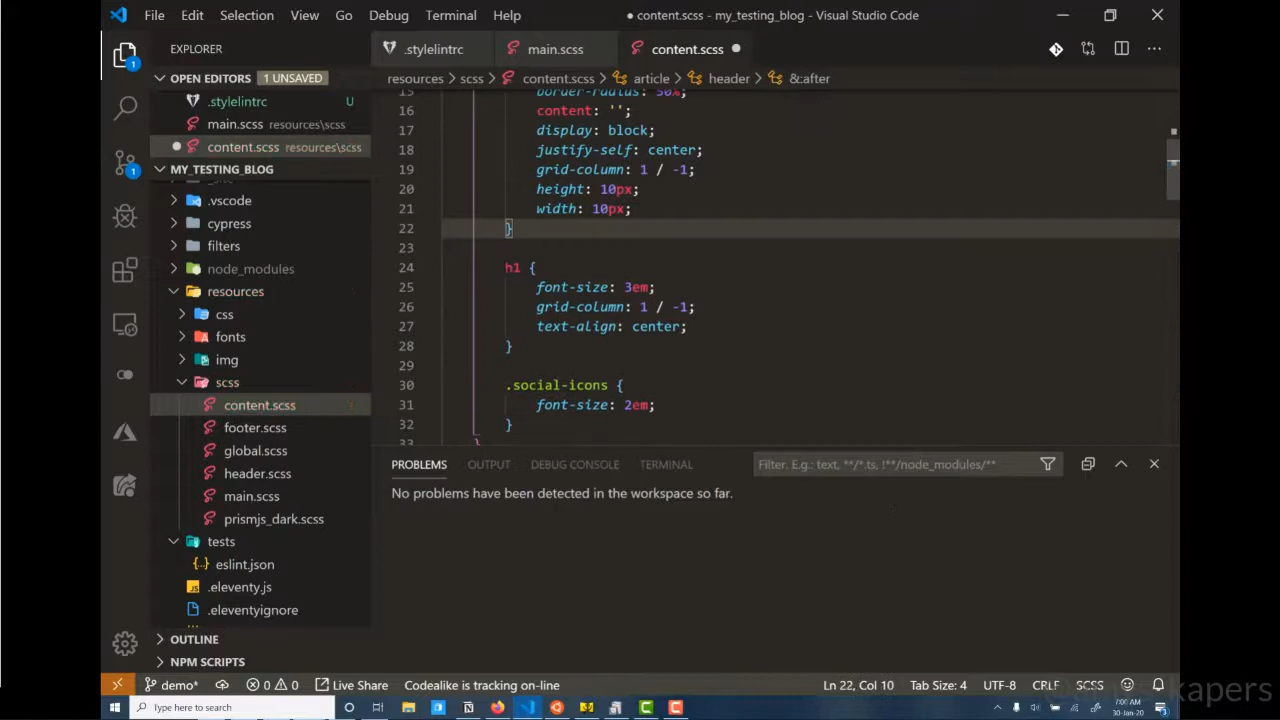 File Edit Selection View Go Debug Terminal Help ● content.scss - my_testing_blog - Visual Studio Code
EXPLORER
.stylelintrc main.scss content.scss
OPEN EDITORS 1 UNSAVED
resources > scss > content.scss > article > header > &:after
.stylelintrc U
main.scss resources\scss
content.scss resources\scss
MY_TESTING_BLOG
.vscode
cypress
filters
node_modules
resources
css
fonts
img
scss
content.scss
footer.scss
global.scss
header.scss
main.scss
prismjs_dark.scss
tests
eslint.json
.eleventy.js
.eleventyignore
OUTLINE
NPM SCRIPTS
15 border-radius: 50%;
16 content: '';
17 display: block;
18 justify-self: center;
19 grid-column: 1 / -1;
20 height: 10px;
21 width: 10px;
22 }
23
24 h1 {
25 font-size: 3em;
26 grid-column: 1 / -1;
27 text-align: center;
28 }
29
30 .social-icons {
31 font-size: 2em;
32 }
33 }
PROBLEMS OUTPUT DEBUG CONSOLE TERMINAL Filter. E.g.: text, **/*.ts, !**/node_modules/**
No problems have been detected in the workspace so far.
demo* 0 0 Live Share Codealike is tracking on-line Ln 22, Col 10 Tab Size: 4 UTF-8 CRLF SCSS
Type here to search
7:00 AM
30-Jan-20